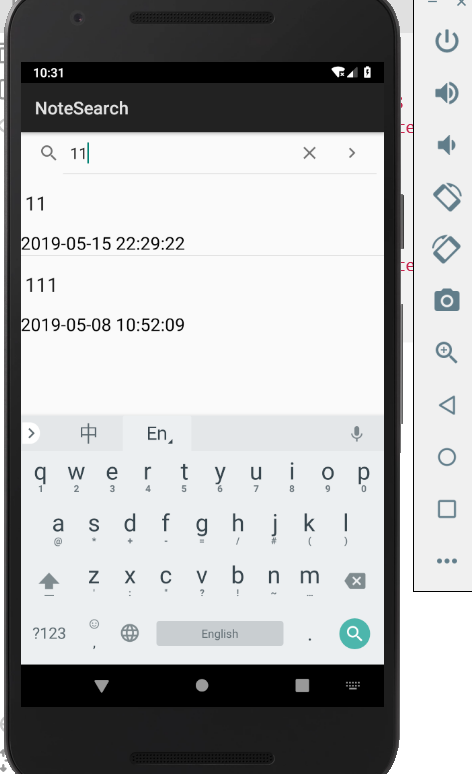 10:31
NoteSearch
11
11
2019-05-15 22:29:22
111
2019-05-08 10:52:09
中 En
q w e r t y u i o p
1 2 3 4 5 6 7 8 9 0
a s d f g h j k l
@ * + - = / # ( )
z x c v b n m
' : " ? ! ~ …
?123 , English .